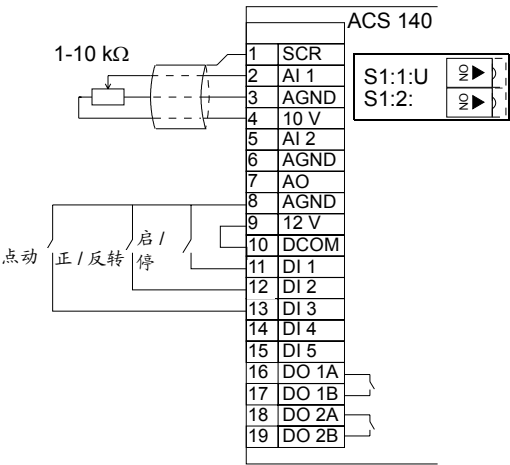 ACS 140
1-10 kΩ
1 SCR
2 AI 1
3 AGND
4 10 V
5 AI 2
6 AGND
7 AO
8 AGND
9 12 V
10 DCOM
11 DI 1
12 DI 2
13 DI 3
14 DI 4
15 DI 5
16 DO 1A
17 DO 1B
18 DO 2A
19 DO 2B
S1:1:U
S1:2:
ON
ON
点动
正 / 反转
启 /
停